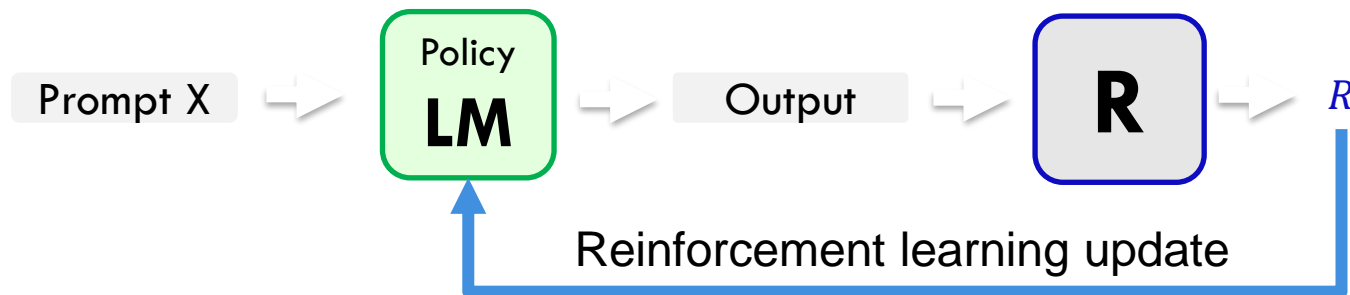 Prompt X
Policy
LM
Output
R
R
Reinforcement learning update